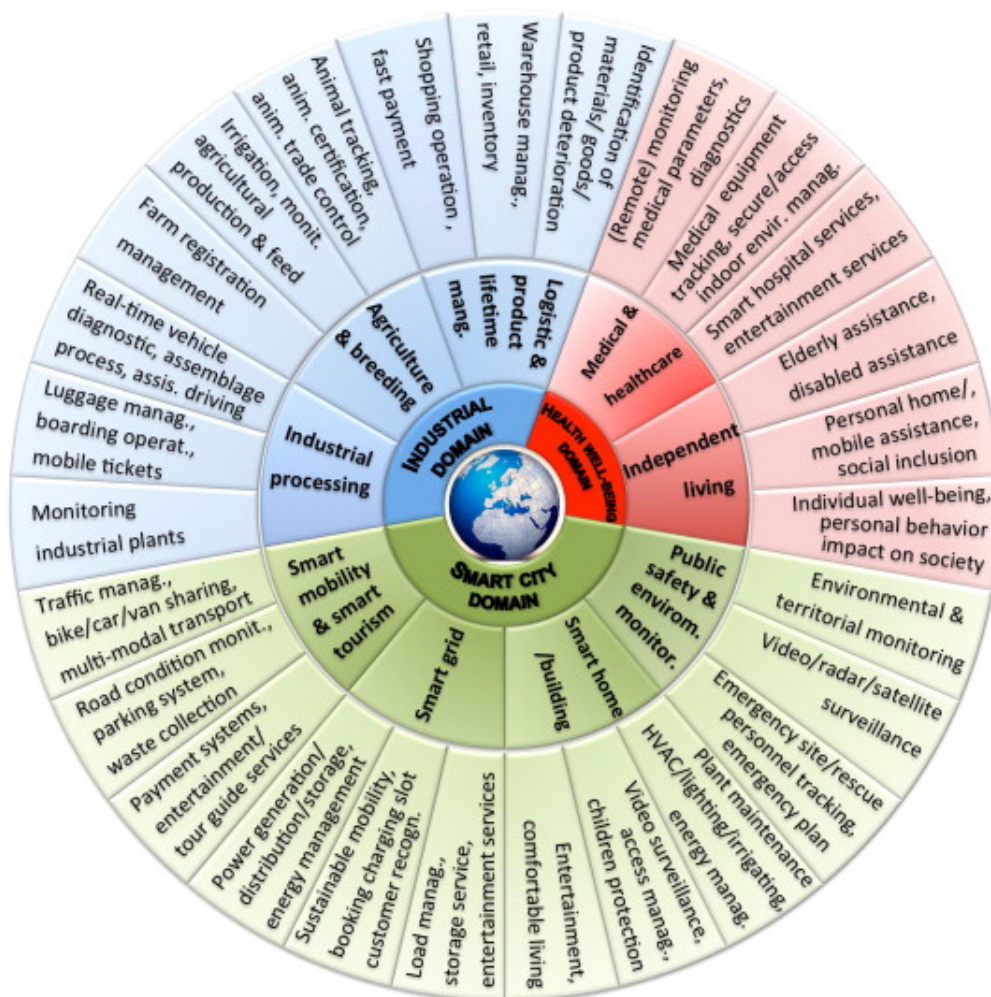 INDUSTRIAL
DOMAIN
HEALTH WELL-BEING
DOMAIN
SMART CITY
DOMAIN
Logistic &
product
lifetime
mang.
Agriculture
& breeding
Industrial
processing
Medical &
healthcare
Independent
living
Public
safety &
envirom.
monitor.
Smart home
/building
Smart grid
Smart
mobility
& smart
tourism
Identification of
materials/ goods/
product deterioration
Warehouse manag.,
retail, inventory
Shopping operation ,
fast payment
Animal tracking,
anim. certification,
anim. trade control
Irrigation, monit.
agricultural
production & feed
Farm registration
management
Real-time vehicle
diagnostic, assemblage
process, assis. driving
Luggage manag.,
boarding operat.,
mobile tickets
Monitoring
industrial plants
(Remote) monitoring
medical parameters,
diagnostics
Medical equipment
tracking, secure/access
indoor envir. manag.
Smart hospital services,
entertainment services
Elderly assistance,
disabled assistance
Personal home/,
mobile assistance,
social inclusion
Individual well-being,
personal behavior
impact on society
Environmental &
territorial monitoring
Video/radar/satellite
surveillance
Emergency site/rescue
personnel tracking,
emergency plan
Plant maintenance
HVAC/lighting/irrigating,
energy manag.
Video surveillance,
access manag.,
children protection
Entertainment,
comfortable living
Load manag.,
storage service,
entertainment services
Sustainable mobility,
booking charging slot
customer recogn.
Power generation/
distribution/storage,
energy management
Payment systems,
entertainment/
tour guide services
Road condition monit.,
parking system,
waste collection
Traffic manag.,
bike/car/van sharing,
multi-modal transport